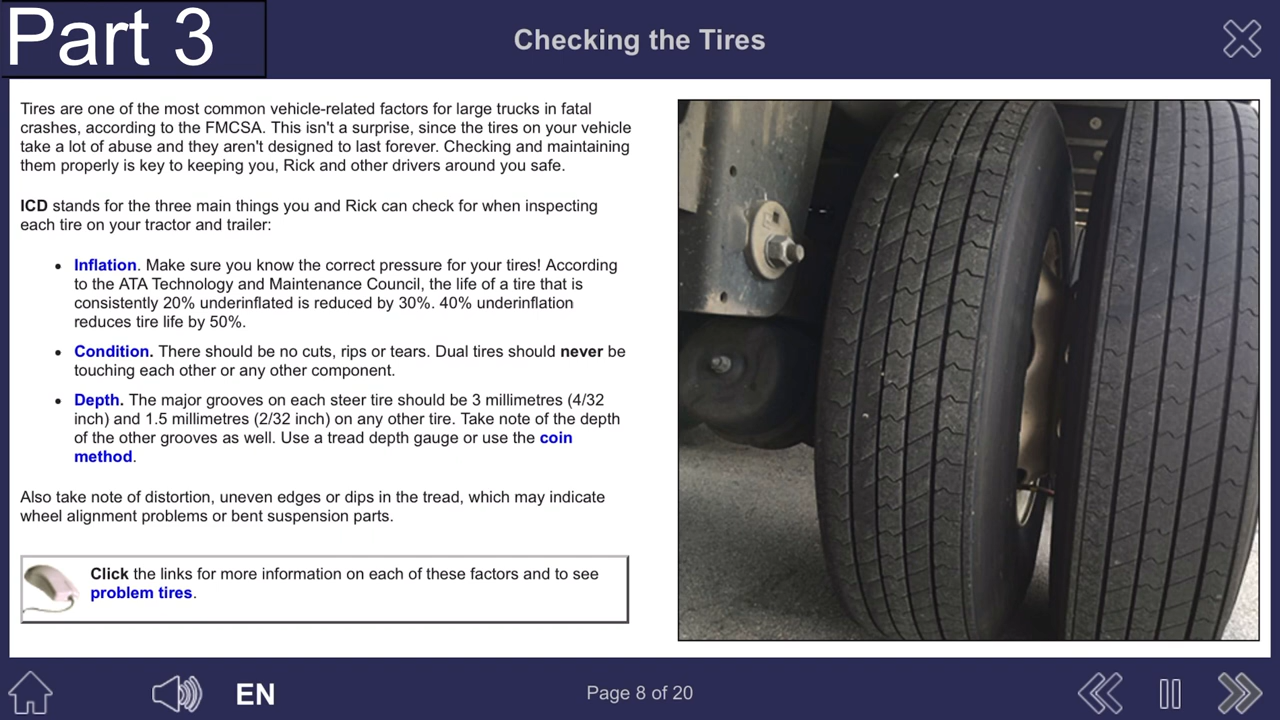 Part 3
Checking the Tires
Tires are one of the most common vehicle-related factors for large trucks in fatal
crashes, according to the FMCSA. This isn't a surprise, since the tires on your vehicle
take a lot of abuse and they aren't designed to last forever. Checking and maintaining
them properly is key to keeping you, Rick and other drivers around you safe.
ICD stands for the three main things you and Rick can check for when inspecting
each tire on your tractor and trailer:
• Inflation. Make sure you know the correct pressure for your tires! According
to the ATA Technology and Maintenance Council, the life of a tire that is
consistently 20% underinflated is reduced by 30%. 40% underinflation
reduces tire life by 50%.
• Condition. There should be no cuts, rips or tears. Dual tires should never be
touching each other or any other component.
• Depth. The major grooves on each steer tire should be 3 millimetres (4/32
inch) and 1.5 millimetres (2/32 inch) on any other tire. Take note of the depth
of the other grooves as well. Use a tread depth gauge or use the coin
method.
Also take note of distortion, uneven edges or dips in the tread, which may indicate
wheel alignment problems or bent suspension parts.
Click the links for more information on each of these factors and to see
problem tires.
EN
Page 8 of 20